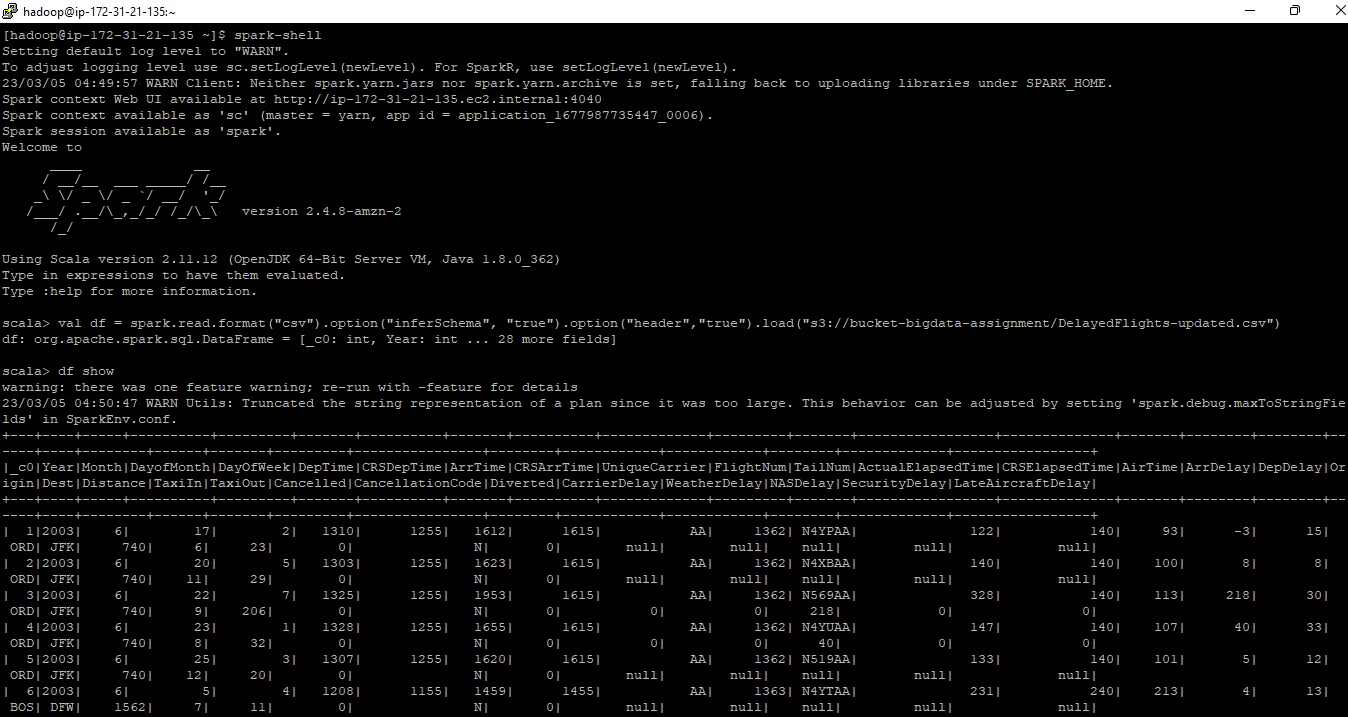 hadoop@ip-172-31-21-135:~
[hadoop@ip-172-31-21-135 ~]$ spark-shell
Setting default log level to "WARN".
To adjust logging level use sc.setLogLevel(newLevel). For SparkR, use setLogLevel(newLevel).
23/03/05 04:49:57 WARN Client: Neither spark.yarn.jars nor spark.yarn.archive is set, falling back to uploading libraries under SPARK_HOME.
Spark context Web UI available at http://ip-172-31-21-135.ec2.internal:4040
Spark context available as 'sc' (master = yarn, app id = application_1677987735447_0006).
Spark session available as 'spark'.
Welcome to
      ____              __
     / __/__  ___ _____/ /__
    _\ \/ _ \/ _ `/ __/  '_/
   /___/ .__/\_,_/_/ /_/\_\   version 2.4.8-amzn-2
      /_/
Using Scala version 2.11.12 (OpenJDK 64-Bit Server VM, Java 1.8.0_362)
Type in expressions to have them evaluated.
Type :help for more information.
scala> val df = spark.read.format("csv").option("inferSchema", "true").option("header","true").load("s3://bucket-bigdata-assignment/DelayedFlights-updated.csv")
df: org.apache.spark.sql.DataFrame = [_c0: int, Year: int ... 28 more fields]
scala> df show
warning: there was one feature warning; re-run with -feature for details
23/03/05 04:50:47 WARN Utils: Truncated the string representation of a plan since it was too large. This behavior can be adjusted by setting 'spark.debug.maxToStringFie
lds' in SparkEnv.conf.
+---+----+-----+----------+---------+-------+----------+-------+----------+-------------+---------+-------+-----------------+--------------+-------+--------+--------+--
----+----+--------+------+-------+---------+----------------+--------+------------+------------+--------+-------------+-----------------+
|_c0|Year|Month|DayofMonth|DayOfWeek|DepTime|CRSDepTime|ArrTime|CRSArrTime|UniqueCarrier|FlightNum|TailNum|ActualElapsedTime|CRSElapsedTime|AirTime|ArrDelay|DepDelay|Or
igin|Dest|Distance|TaxiIn|TaxiOut|Cancelled|CancellationCode|Diverted|CarrierDelay|WeatherDelay|NASDelay|SecurityDelay|LateAircraftDelay|
+---+----+-----+----------+---------+-------+----------+-------+----------+-------------+---------+-------+-----------------+--------------+-------+--------+--------+--
----+----+--------+------+-------+---------+----------------+--------+------------+------------+--------+-------------+-----------------+
|  1|2003|    6|        17|        2|   1310|      1255|   1612|      1615|           AA|     1362| N4YPAA|              122|           140|     93|      -3|      15|
 ORD| JFK|     740|     6|     23|        0|               N|       0|        null|        null|    null|         null|             null|
|  2|2003|    6|        20|        5|   1303|      1255|   1623|      1615|           AA|     1362| N4XBAA|              140|           140|    100|       8|       8|
 ORD| JFK|     740|    11|     29|        0|               N|       0|        null|        null|    null|         null|             null|
|  3|2003|    6|        22|        7|   1325|      1255|   1953|      1615|           AA|     1362| N569AA|              328|           140|    113|     218|      30|
 ORD| JFK|     740|     9|    206|        0|               N|       0|           0|           0|     218|            0|                0|
|  4|2003|    6|        23|        1|   1328|      1255|   1655|      1615|           AA|     1362| N4YUAA|              147|           140|    107|      40|      33|
 ORD| JFK|     740|     8|     32|        0|               N|       0|           0|           0|      40|            0|                0|
|  5|2003|    6|        25|        3|   1307|      1255|   1620|      1615|           AA|     1362| N519AA|              133|           140|    101|       5|      12|
 ORD| JFK|     740|    12|     20|        0|               N|       0|        null|        null|    null|         null|             null|
|  6|2003|    6|         5|        4|   1208|      1155|   1459|      1455|           AA|     1363| N4YTAA|              231|           240|    213|       4|      13|
 BOS| DFW|    1562|     7|     11|        0|               N|       0|        null|        null|    null|         null|             null|